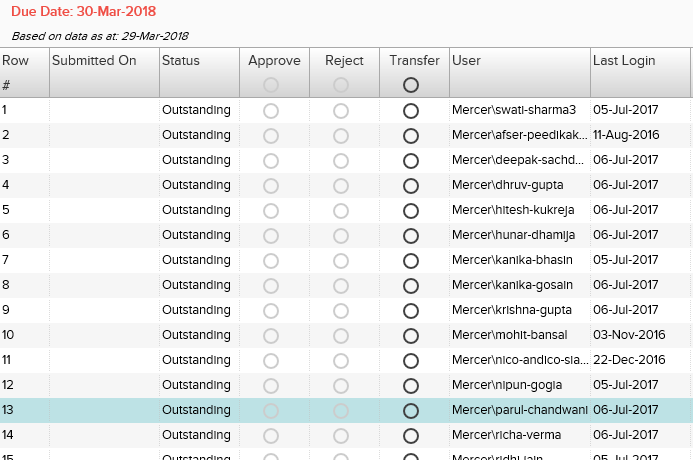 Due Date: 30-Mar-2018
Based on data as at: 29-Mar-2018
Row Submitted On Status Approve Reject Transfer User Last Login
#
1 Outstanding Mercer\swati-sharma3 05-Jul-2017
2 Outstanding Mercer\afser-peedikak... 11-Aug-2016
3 Outstanding Mercer\deepak-sachd... 06-Jul-2017
4 Outstanding Mercer\dhruv-gupta 06-Jul-2017
5 Outstanding Mercer\hitesh-kukreja 06-Jul-2017
6 Outstanding Mercer\hunar-dhamija 06-Jul-2017
7 Outstanding Mercer\kanika-bhasin 05-Jul-2017
8 Outstanding Mercer\kanika-gosain 06-Jul-2017
9 Outstanding Mercer\krishna-gupta 06-Jul-2017
10 Outstanding Mercer\mohit-bansal 03-Nov-2016
11 Outstanding Mercer\nico-andico-sia... 22-Dec-2016
12 Outstanding Mercer\nipun-gogia 05-Jul-2017
13 Outstanding Mercer\parul-chandwani 06-Jul-2017
14 Outstanding Mercer\richa-verma 06-Jul-2017
15 Outstanding Mercer\ridhi-jain 05-Jul-2017